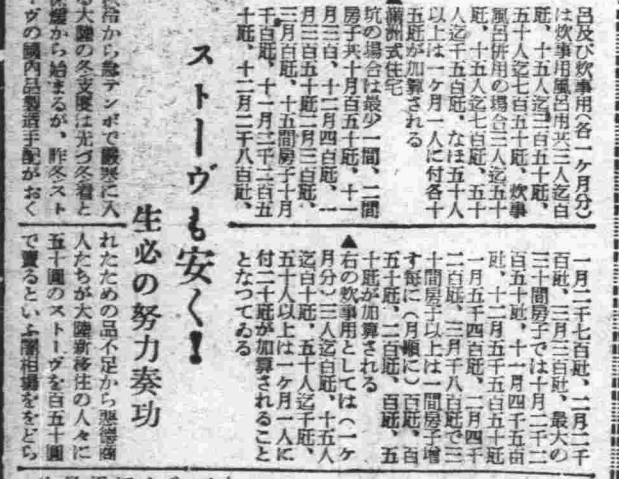 呂及び炊事用(各一ケ月分)
は炊事用風呂用共三人迄百
瓩、十五人迄三百五十瓩、
五十人迄七百五十瓩、炊事
風呂併用の場合三人迄五十
瓩、十五人迄七百瓩、五十
人迄千五百瓩、なほ五十人
以上は一ケ月一人に付各十
五瓩が加算される
▲満洲式住宅
坑の場合は最少一間、二間
房子共十月百五十瓩、十一
月三百、十二月四百瓩、一
月三百五十瓩二月三百瓩、
三月百瓩、十五間房子十月
千百瓩、十一月二千二百五
十瓩、十二月二千八百瓩、
一月二千七百瓩、二月二千
百瓩、三月三百瓩、最大の
三十間房子では十月二千二
百五十瓩、十一月四千五百
瓩、十二月五千五百五十瓩
一月五千四百瓩、二月四千
二百瓩、三月千八百瓩で三
十間房子以上は一間房子増
す毎に(月順に)百瓩、百
五十瓩、二百瓩、百瓩、五
十瓩が加算される
▲右の炊事用としては(一ケ
月分)三人迄百瓩、十五人
迄百十瓩、五十人迄千瓩、
五十人以上は一ケ月一人に
付二十瓩が加算されること
となつてゐる
ストーヴも安く!
生必の努力奏功
冷から急テンポで厳寒に入
る大陸の冬支度は先づ冬着と
煖から始まるが、昨冬スト
ーヴの国内品製造手配がおく
れたための品不足から悪徳商
人たちが大陸新移住の人々に
五十圓のストーヴを百五十圓
で賣るといふ闇相場をどら